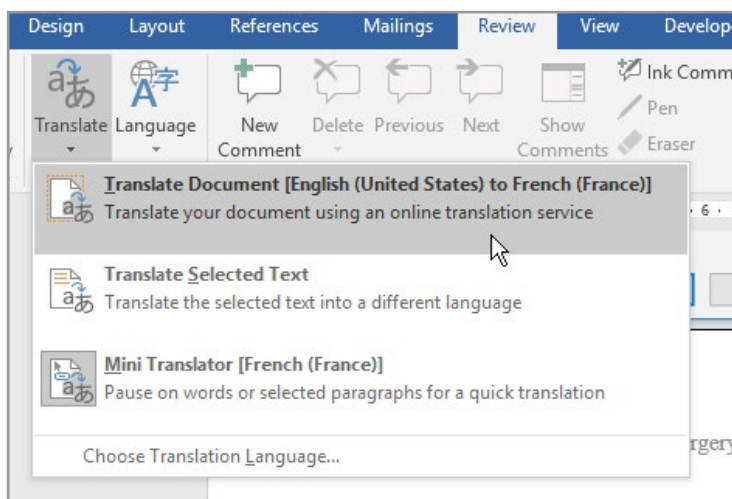 Design Layout References Mailings Review View Develop
Translate Language New Comment Delete Previous Next Show Comments Ink Comm
Pen
Eraser
Translate Document [English (United States) to French (France)]
Translate your document using an online translation service
6
Translate Selected Text
Translate the selected text into a different language
Mini Translator [French (France)]
Pause on words or selected paragraphs for a quick translation
Choose Translation Language...
rgery